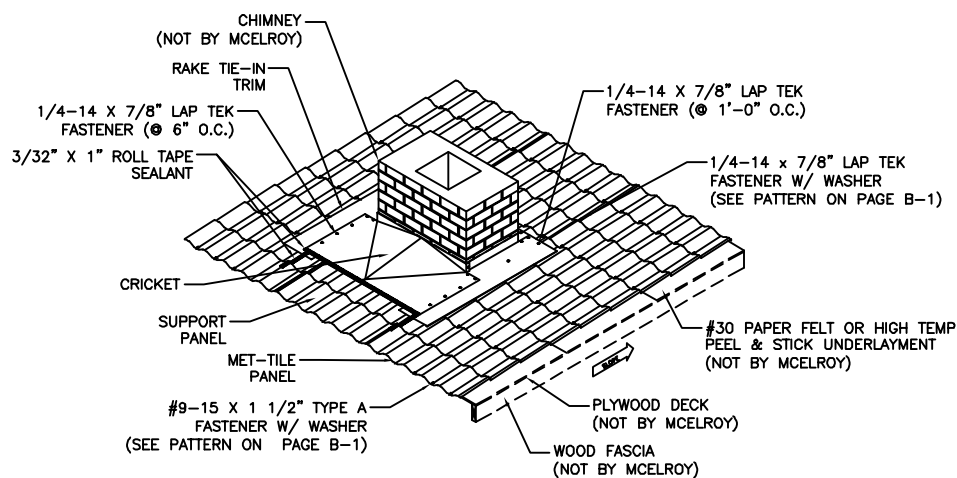 CHIMNEY
(NOT BY MCELROY)
RAKE TIE-IN
TRIM
1/4-14 X 7/8" LAP TEK
FASTENER (@ 6" O.C.)
3/32" X 1" ROLL TAPE
SEALANT
CRICKET
SUPPORT
PANEL
MET-TILE
PANEL
#9-15 X 1 1/2" TYPE A
FASTENER W/ WASHER
(SEE PATTERN ON PAGE B-1)
1/4-14 X 7/8" LAP TEK
FASTENER (@ 1'-0" O.C.)
1/4-14 x 7/8" LAP TEK
FASTENER W/ WASHER
(SEE PATTERN ON PAGE B-1)
#30 PAPER FELT OR HIGH TEMP
PEEL & STICK UNDERLAYMENT
(NOT BY MCELROY)
SLOPE
PLYWOOD DECK
(NOT BY MCELROY)
WOOD FASCIA
(NOT BY MCELROY)